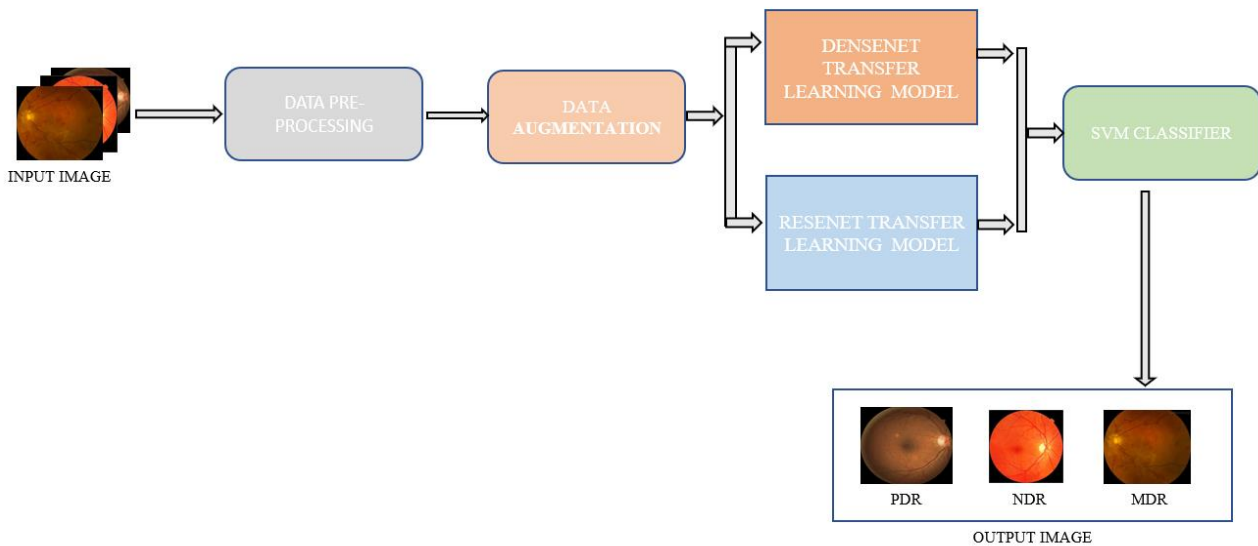 INPUT IMAGE
DATA PRE-
PROCESSING
DATA
AUGMENTATION
DENSENET
TRANSFER
LEARNING MODEL
RESENET TRANSFER
LEARNING MODEL
SVM CLASSIFIER
PDR
NDR
MDR
OUTPUT IMAGE